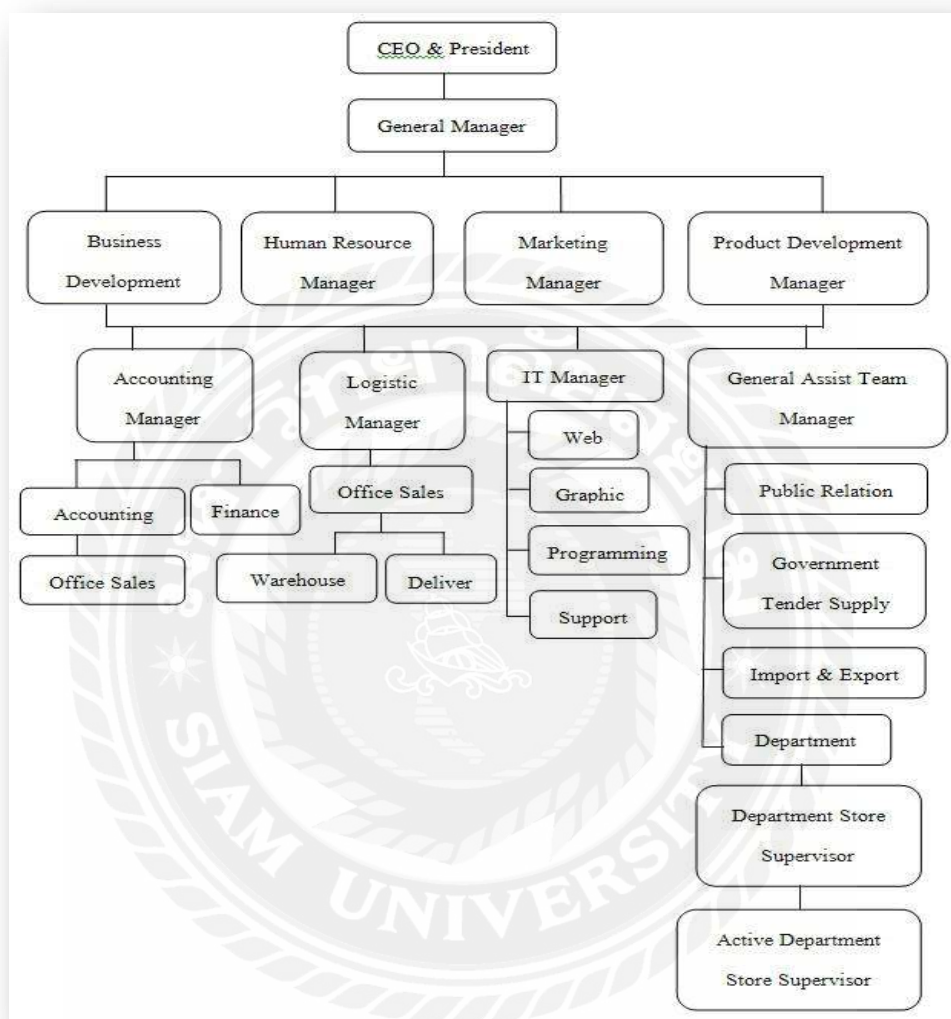 CEO & President
General Manager
Business
Development
Human Resource
Manager
Marketing
Manager
Product Development
Manager
Accounting
Manager
Logistic
Manager
IT Manager
General Assist Team
Manager
Web
Graphic
Programming
Support
Public Relation
Government
Tender Supply
Import & Export
Department
Department Store
Supervisor
Active Department
Store Supervisor
Accounting
Finance
Office Sales
Office Sales
Warehouse
Deliver
SIAM UNIVERSITY